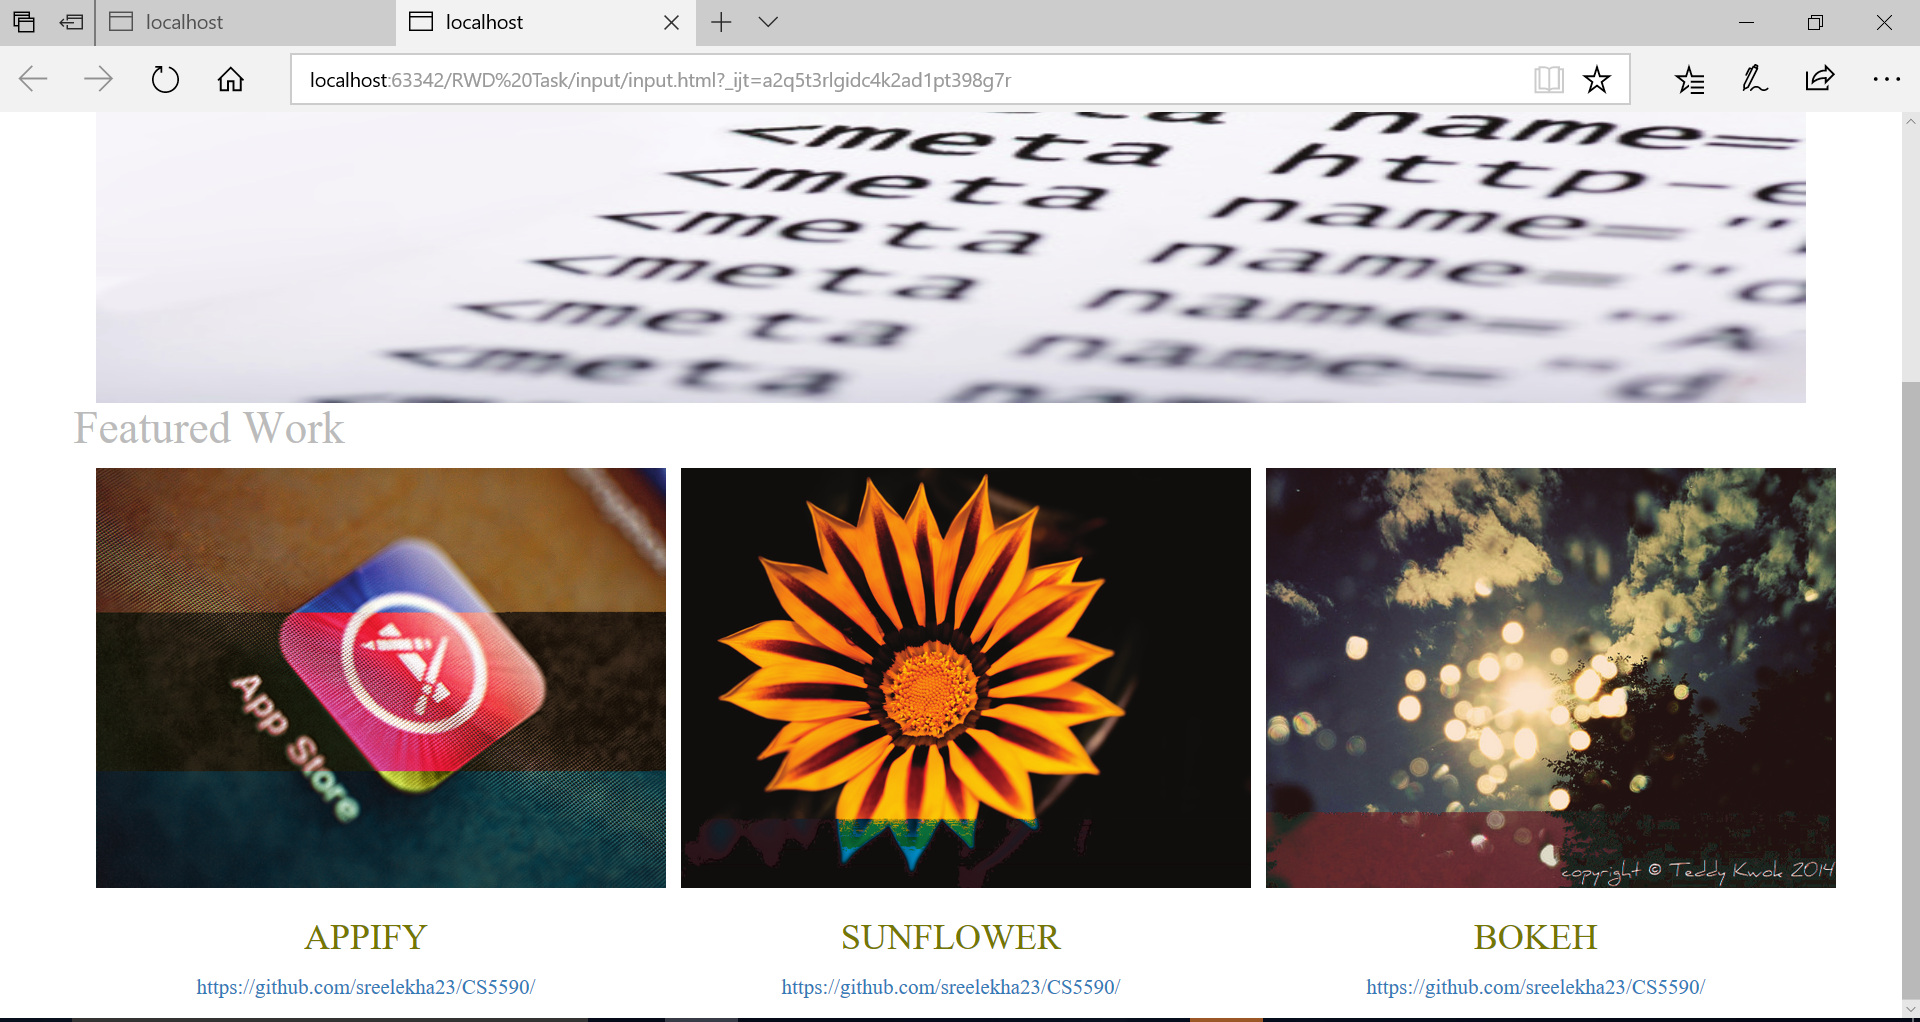 localhost
localhost
localhost:63342/RWD%20Task/input/input.html?_ijt=a2q5t3rlgidc4k2ad1pt398g7r
name=
<meta http-e
<meta name="
<meta name="d
<meta name="A
<meta name="d
<meta
Featured Work
App Store
copyright © Teddy Kwok 2014
APPIFY
SUNFLOWER
BOKEH
https://github.com/sreelekha23/CS5590/
https://github.com/sreelekha23/CS5590/
https://github.com/sreelekha23/CS5590/